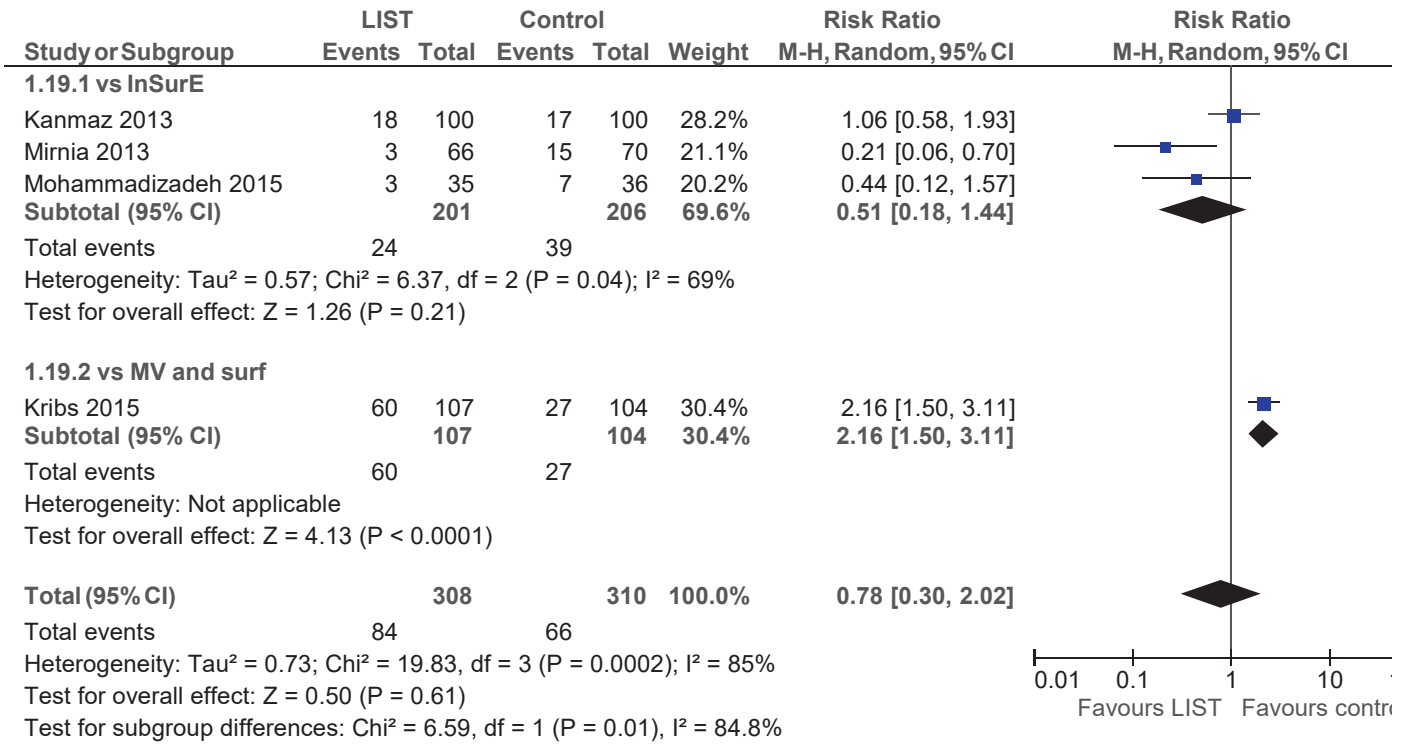 LIST Control Risk Ratio Risk Ratio
Study or Subgroup Events Total Events Total Weight M-H, Random, 95% CI M-H, Random, 95% CI
1.19.1 vs InSurE
Kanmaz 2013 18 100 17 100 28.2% 1.06 [0.58, 1.93]
Mirnia 2013 3 66 15 70 21.1% 0.21 [0.06, 0.70]
Mohammadizadeh 2015 3 35 7 36 20.2% 0.44 [0.12, 1.57]
Subtotal (95% CI) 201 206 69.6% 0.51 [0.18, 1.44]
Total events 24 39
Heterogeneity: Tau² = 0.57; Chi² = 6.37, df = 2 (P = 0.04); I² = 69%
Test for overall effect: Z = 1.26 (P = 0.21)
1.19.2 vs MV and surf
Kribs 2015 60 107 27 104 30.4% 2.16 [1.50, 3.11]
Subtotal (95% CI) 107 104 30.4% 2.16 [1.50, 3.11]
Total events 60 27
Heterogeneity: Not applicable
Test for overall effect: Z = 4.13 (P < 0.0001)
Total (95% CI) 308 310 100.0% 0.78 [0.30, 2.02]
Total events 84 66
Heterogeneity: Tau² = 0.73; Chi² = 19.83, df = 3 (P = 0.0002); I² = 85%
Test for overall effect: Z = 0.50 (P = 0.61)
Test for subgroup differences: Chi² = 6.59, df = 1 (P = 0.01), I² = 84.8%
0.01 0.1 1 10
Favours LIST Favours contr